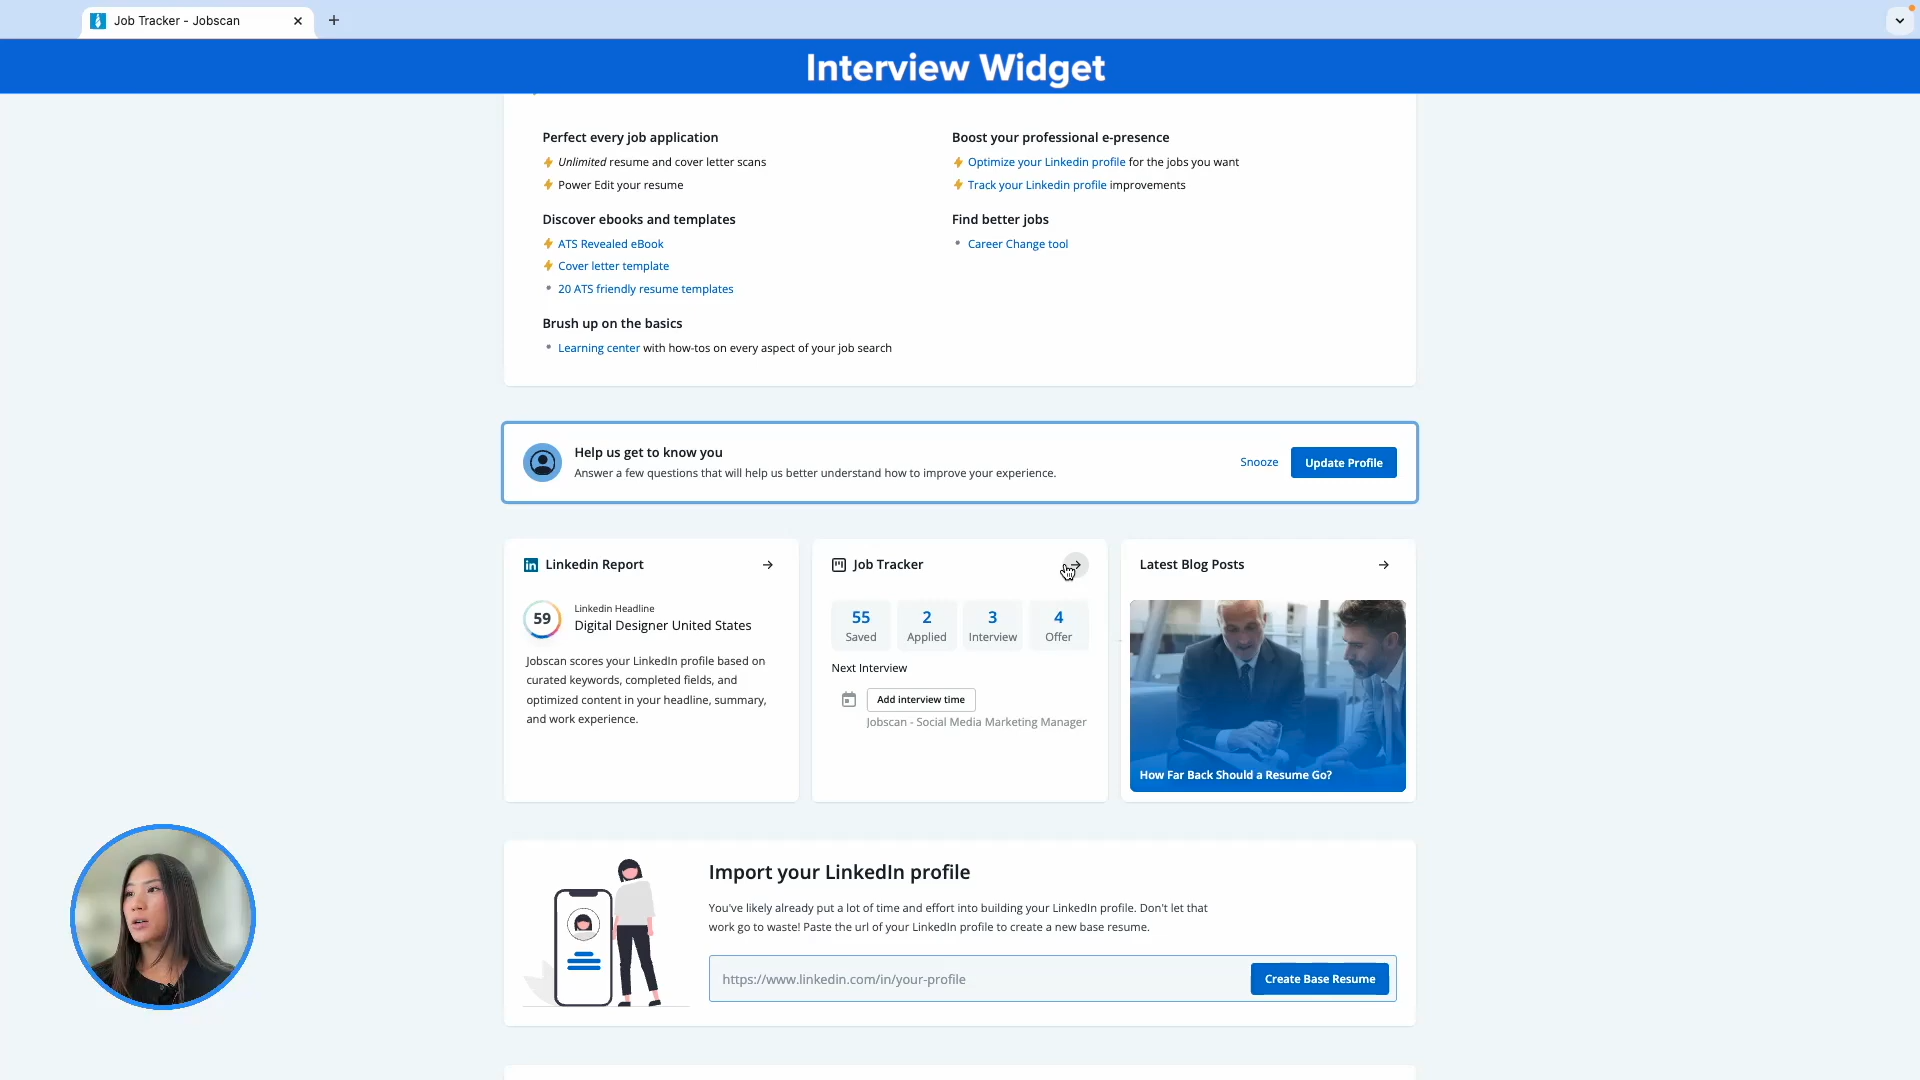 Job Tracker - Jobscan
Interview Widget
Perfect every job application
Unlimited resume and cover letter scans
Power Edit your resume
Discover ebooks and templates
ATS Revealed eBook
Cover letter template
20 ATS friendly resume templates
Brush up on the basics
Learning center with how-tos on every aspect of your job search
Boost your professional e-presence
Optimize your Linkedin profile for the jobs you want
Track your Linkedin profile improvements
Find better jobs
Career Change tool
Help us get to know you
Answer a few questions that will help us better understand how to improve your experience.
Snooze
Update Profile
Linkedin Report
59
Linkedin Headline
Digital Designer United States
Jobscan scores your LinkedIn profile based on
curated keywords, completed fields, and
optimized content in your headline, summary,
and work experience.
Job Tracker
55 2 3 4
Saved Applied Interview Offer
Next Interview
Add interview time
Jobscan - Social Media Marketing Manager
Latest Blog Posts
How Far Back Should a Resume Go?
Import your LinkedIn profile
You've likely already put a lot of time and effort into building your LinkedIn profile. Don't let that
work go to waste! Paste the url of your LinkedIn profile to create a new base resume.
https://www.linkedin.com/in/your-profile
Create Base Resume